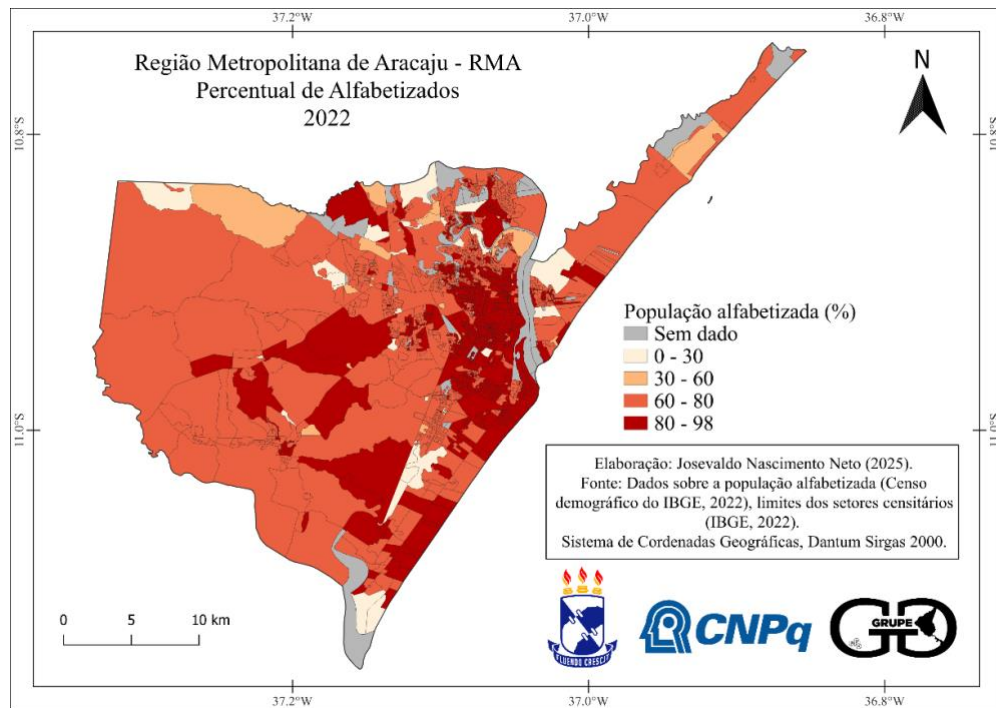 37.2°W 37.0°W 36.8°W
Região Metropolitana de Aracaju - RMA
Percentual de Alfabetizados
2022
N
10.8°S 10.8°S
População alfabetizada (%)
Sem dado
0 - 30
30 - 60
60 - 80
80 - 98
11.0°S 11.0°S
Elaboração: Josevaldo Nascimento Neto (2025).
Fonte: Dados sobre a população alfabetizada (Censo
demográfico do IBGE, 2022), limites dos setores censitários
(IBGE, 2022).
Sistema de Cordenadas Geográficas, Dantum Sirgas 2000.
0 5 10 km
FLUENDO CRESCIT
CNPq
GRUPE
37.2°W 37.0°W 36.8°W